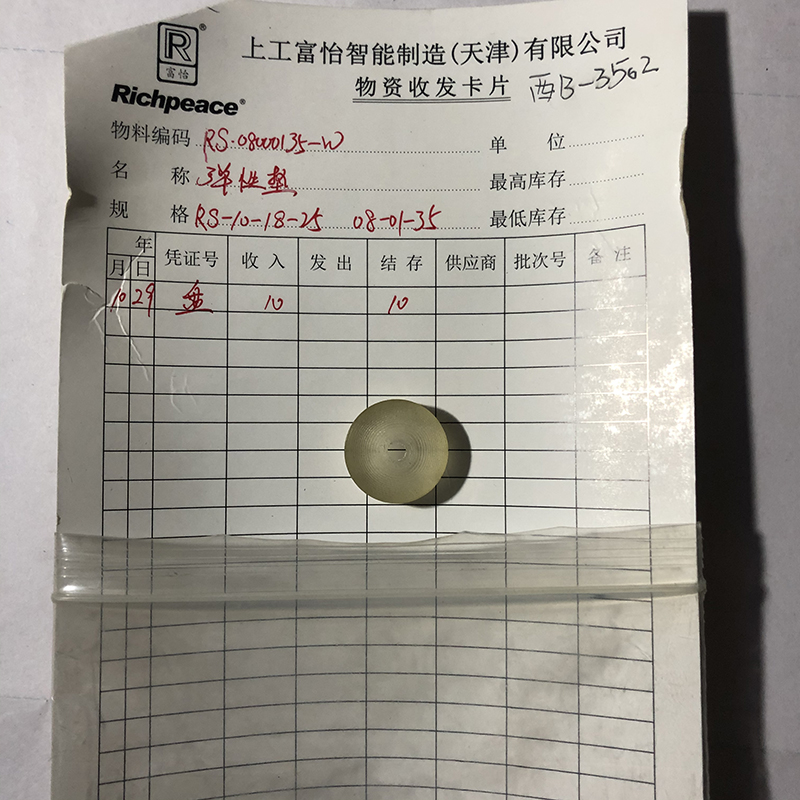 R®
富怡
Richpeace®
上工富怡智能制造(天津)有限公司
物资收发卡片 西B-3502
物料编码 RS.08000135-W 单位
名称 弹性垫 最高库存
规格 RS-10-18-25 08-01-35 最低库存
年 月 日 凭证号 收入 发出 结存 供应商 批次号 备注
10 29 盘 10 10